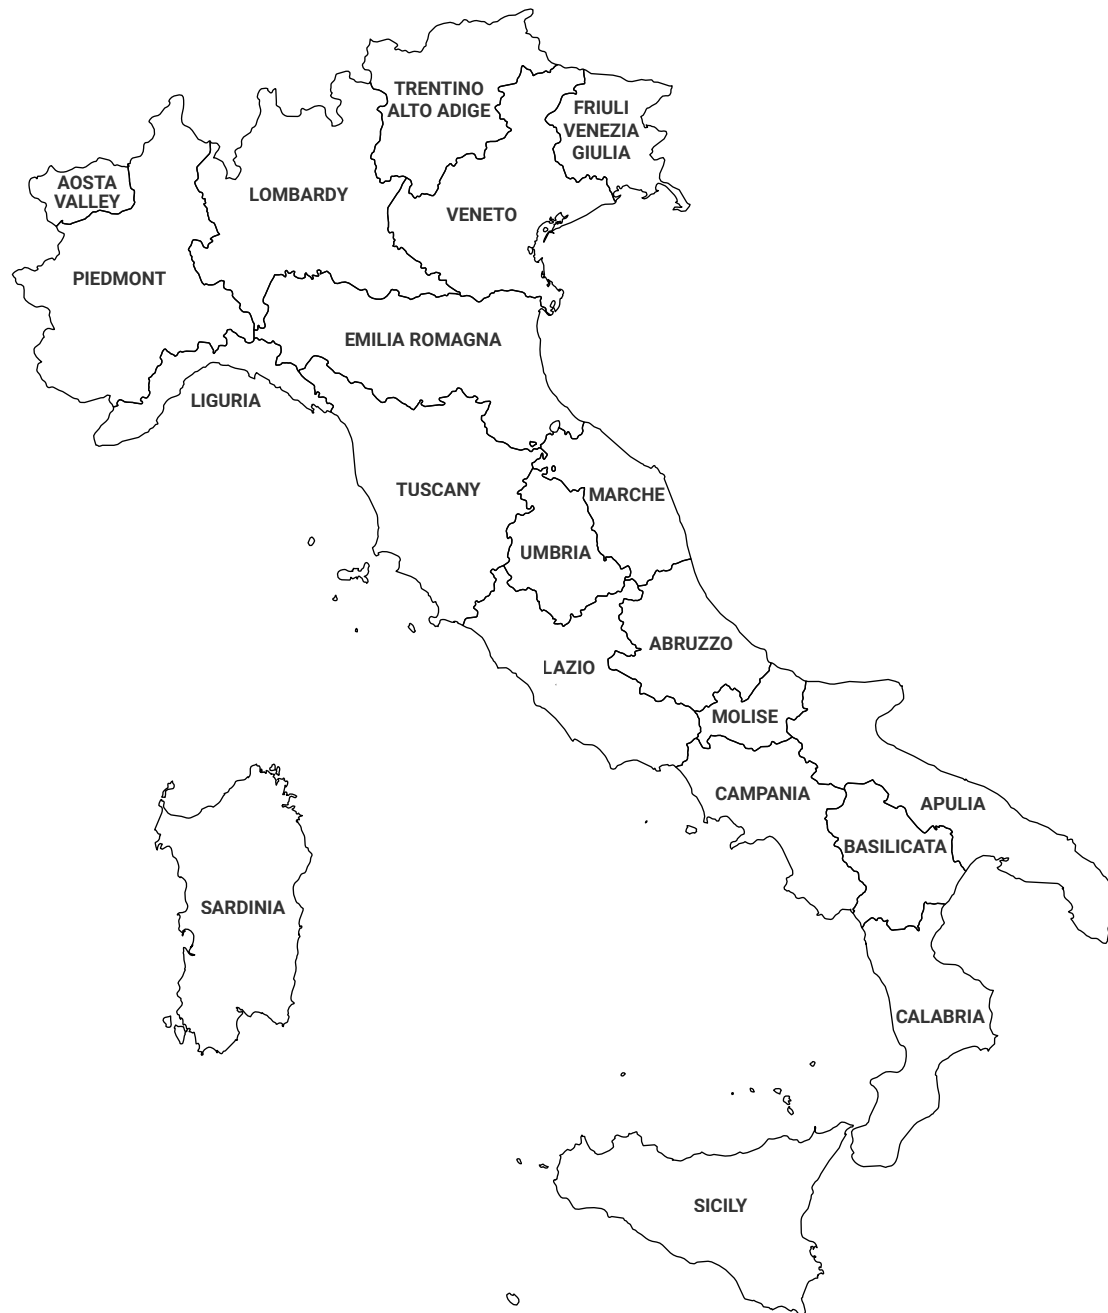 TRENTINO
ALTO ADIGE
FRIULI
VENEZIA
GIULIA
AOSTA
VALLEY
LOMBARDY
VENETO
PIEDMONT
EMILIA ROMAGNA
LIGURIA
TUSCANY
MARCHE
UMBRIA
ABRUZZO
LAZIO
MOLISE
CAMPANIA
APULIA
BASILICATA
SARDINIA
CALABRIA
SICILY